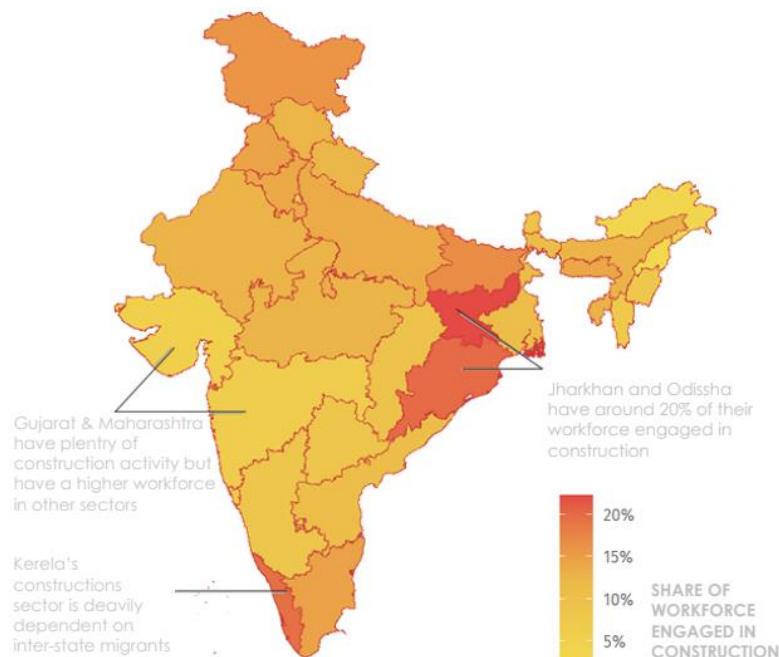 Jharkhan and Odissha
have around 20% of their
workforce engaged in
construction
Gujarat & Maharashtra
have plentry of
construction activity but
have a higher workforce
in other sectors
Kerela's
constructions
sector is deavily
dependent on
inter-state migrants
20%
15%
10%
5%
SHARE OF
WORKFORCE
ENGAGED IN
CONSTRUCTION